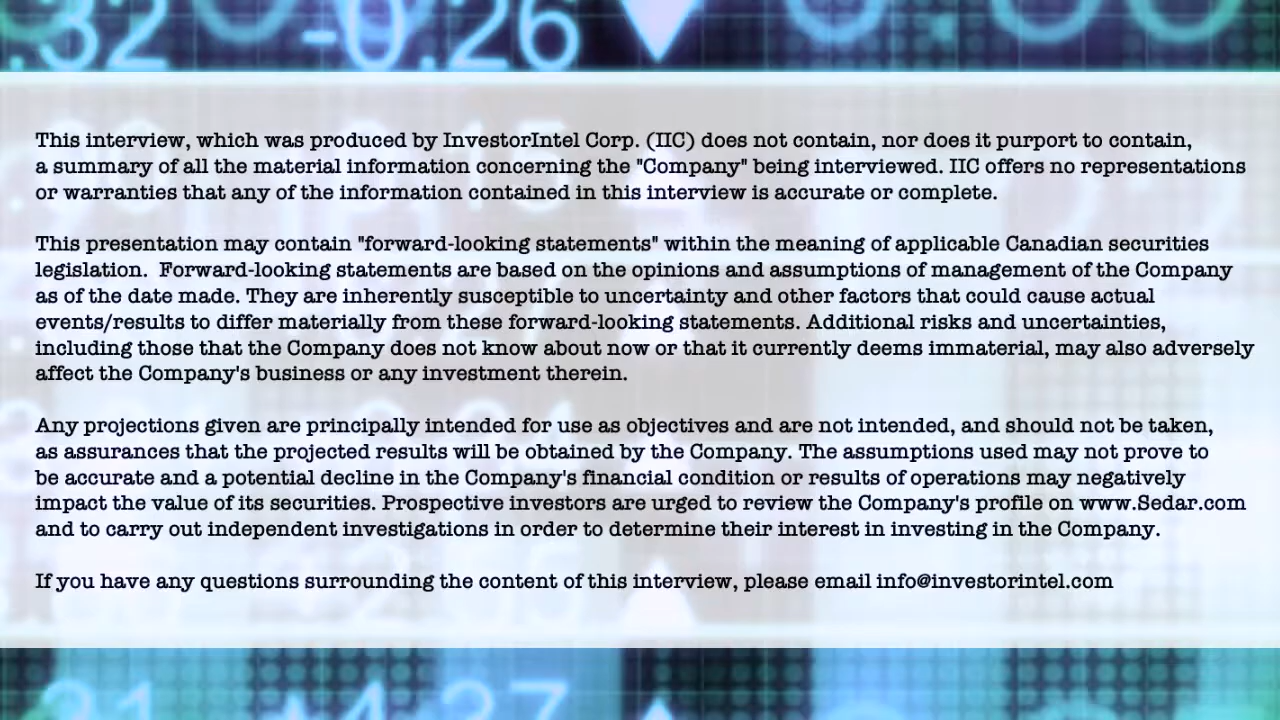 .32 -0.26
This interview, which was produced by InvestorIntel Corp. (IIC) does not contain, nor does it purport to contain,
a summary of all the material information concerning the "Company" being interviewed. IIC offers no representations
or warranties that any of the information contained in this interview is accurate or complete.
This presentation may contain "forward-looking statements" within the meaning of applicable Canadian securities
legislation.  Forward-looking statements are based on the opinions and assumptions of management of the Company
as of the date made. They are inherently susceptible to uncertainty and other factors that could cause actual
events/results to differ materially from these forward-looking statements. Additional risks and uncertainties,
including those that the Company does not know about now or that it currently deems immaterial, may also adversely
affect the Company's business or any investment therein.
Any projections given are principally intended for use as objectives and are not intended, and should not be taken,
as assurances that the projected results will be obtained by the Company. The assumptions used may not prove to
be accurate and a potential decline in the Company's financial condition or results of operations may negatively
impact the value of its securities. Prospective investors are urged to review the Company's profile on www.Sedar.com
and to carry out independent investigations in order to determine their interest in investing in the Company.
If you have any questions surrounding the content of this interview, please email info@investorintel.com